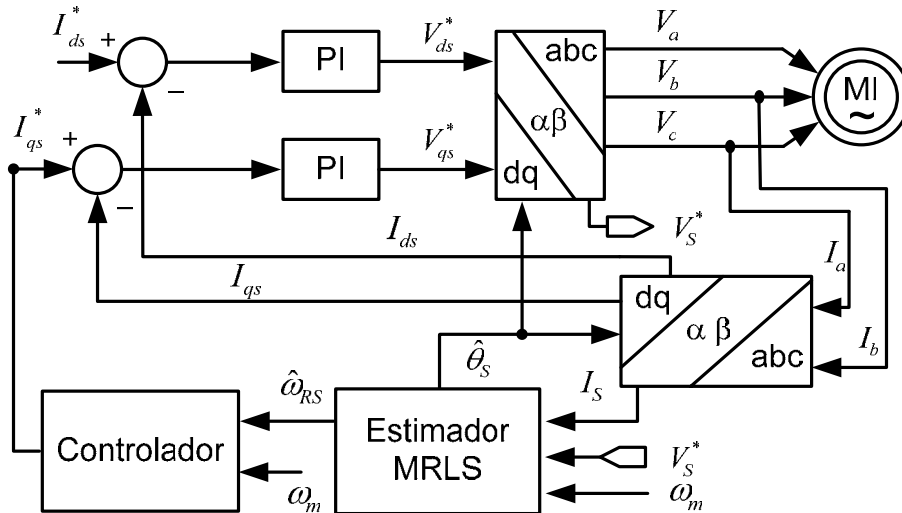 I*ds + − PI V*ds
abc αβ dq
Va
Vb
Vc
MI ~
I*qs + − PI V*qs
V*S
Ids
Iqs
Ia
Ib
dq α β abc
θ̂S
IS
ω̂RS
Controlador
Estimador
MRLS
V*S
ωm
ωm